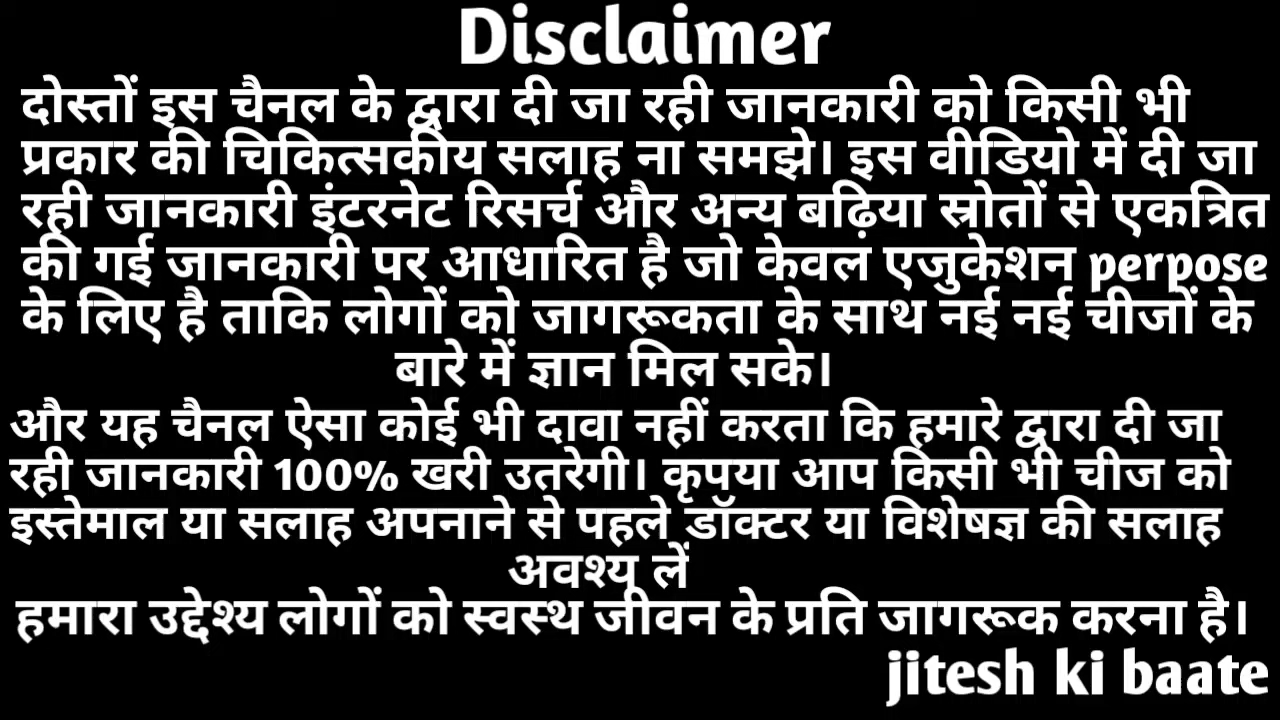 Disclaimer
दोस्तों इस चैनल के द्वारा दी जा रही जानकारी को किसी भी
प्रकार की चिकित्सकीय सलाह ना समझे। इस वीडियो में दी जा
रही जानकारी इंटरनेट रिसर्च और अन्य बढ़िया स्रोतों से एकत्रित
की गई जानकारी पर आधारित है जो केवल एजुकेशन perpose
के लिए है ताकि लोगों को जागरूकता के साथ नई नई चीजों के
बारे में ज्ञान मिल सके।
और यह चैनल ऐसा कोई भी दावा नहीं करता कि हमारे द्वारा दी जा
रही जानकारी 100% खरी उतरेगी। कृपया आप किसी भी चीज को
इस्तेमाल या सलाह अपनाने से पहले डॉक्टर या विशेषज्ञ की सलाह
अवश्य लें
हमारा उद्देश्य लोगों को स्वस्थ जीवन के प्रति जागरूक करना है।
jitesh ki baate